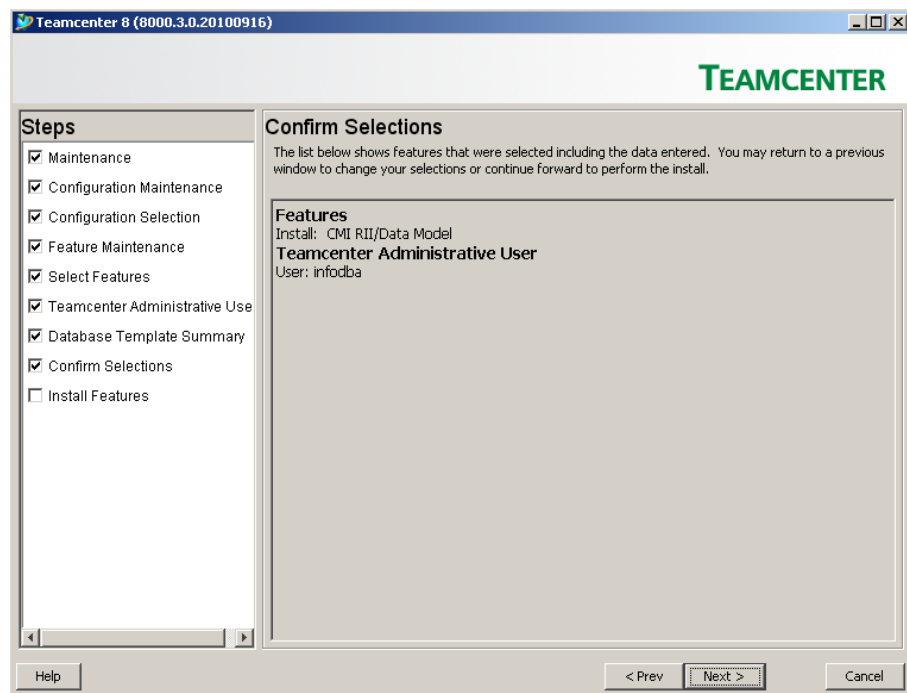 Teamcenter 8 (8000.3.0.20100916)
TEAMCENTER
Steps
Maintenance
Configuration Maintenance
Configuration Selection
Feature Maintenance
Select Features
Teamcenter Administrative Use
Database Template Summary
Confirm Selections
Install Features
Confirm Selections
The list below shows features that were selected including the data entered. You may return to a previous
window to change your selections or continue forward to perform the install.
Features
Install: CMI RII/Data Model
Teamcenter Administrative User
User: infodba
Help
< Prev
Next >
Cancel